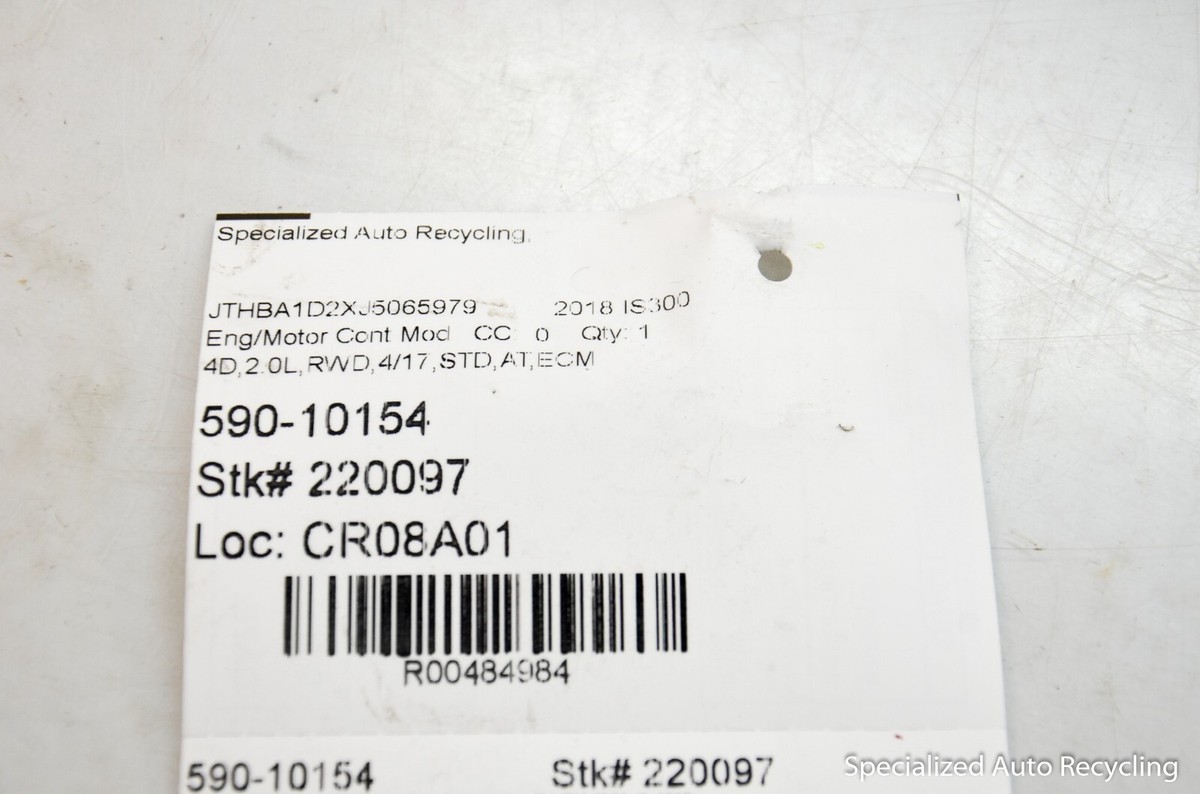 Specialized Auto Recycling,
JTHBA1D2XJ5065979 2018 IS300
Eng/Motor Cont Mod CC: 0 Qty: 1
4D,2.0L,RWD,4/17,STD,AT,ECM
590-10154
Stk# 220097
Loc: CR08A01
R00484984
590-10154 Stk# 220097
Specialized Auto Recycling